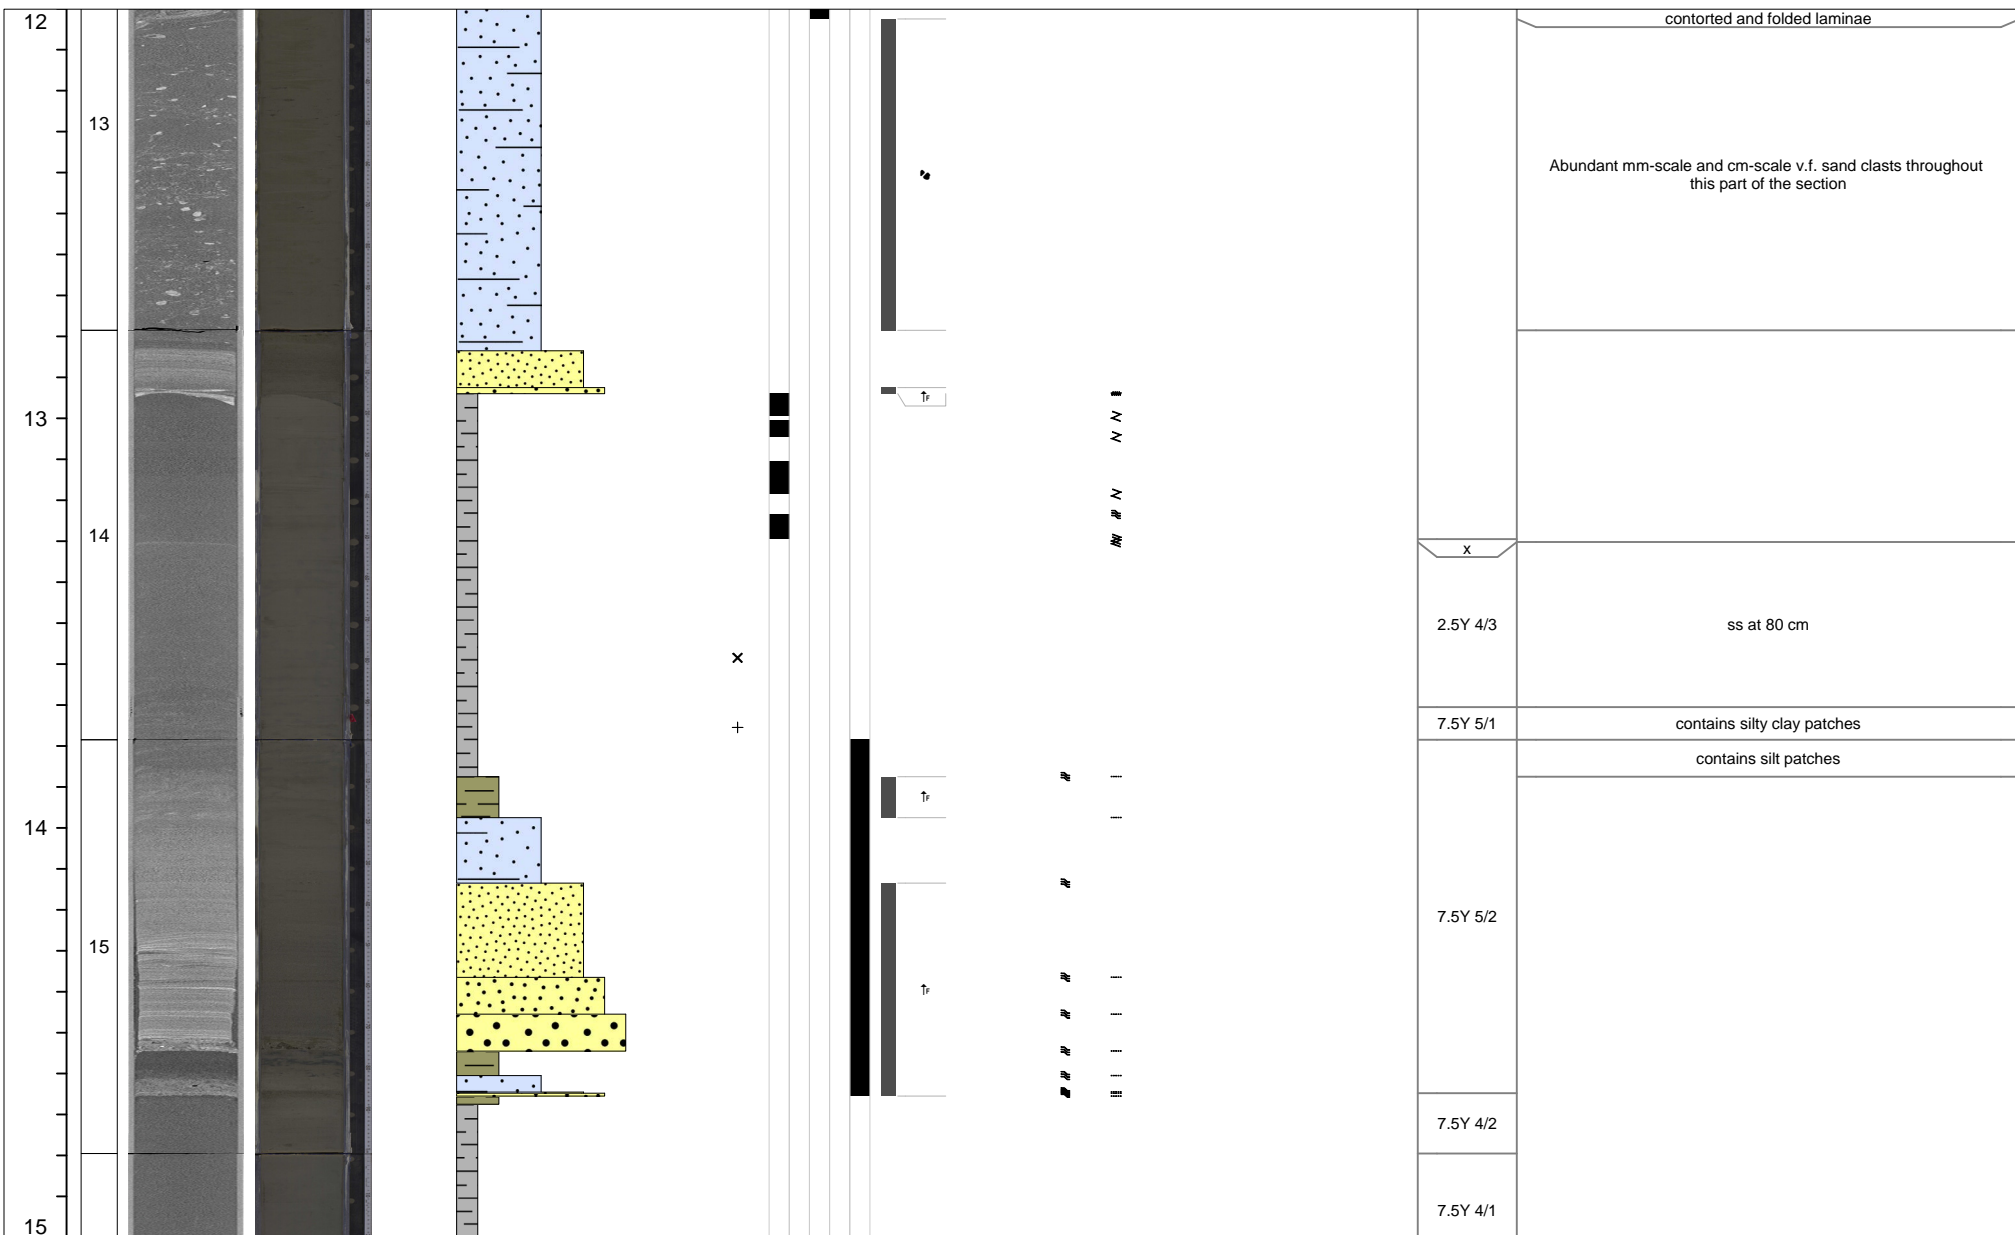 12
contorted and folded laminae
13
Abundant mm-scale and cm-scale v.f. sand clasts throughout
this part of the section
F
13
14
x
2.5Y 4/3
ss at 80 cm
7.5Y 5/1
contains silty clay patches
contains silt patches
F
14
7.5Y 5/2
15
F
7.5Y 4/2
7.5Y 4/1
15